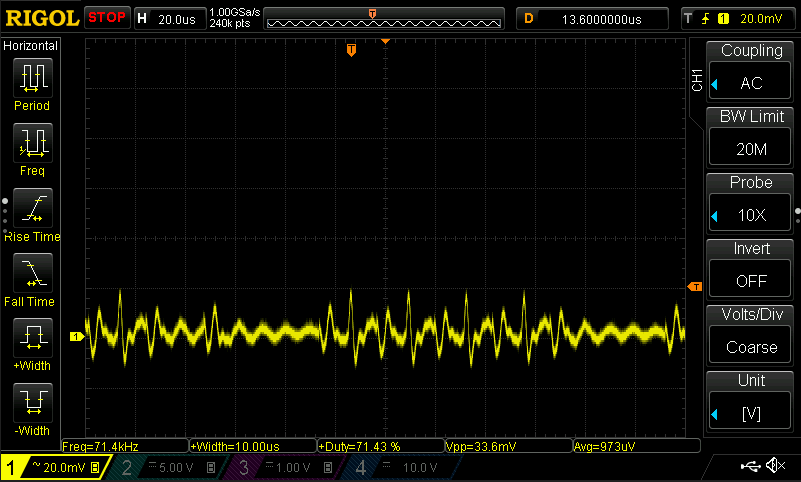 RIGOL STOP H 20.0us 1.00GSa/s 240k pts T D 13.6000000us T 1 20.0mV
Horizontal
Period
Freq
Rise Time
Fall Time
+Width
-Width
T
T
1
CH1
Coupling
AC
BW Limit
20M
Probe
10X
Invert
OFF
Volts/Div
Coarse
Unit
[V]
Freq=71.4kHz +Width=10.00us +Duty=71.43 % Vpp=33.6mV Avg=973uV
1 ~ 20.0mV B 2 5.00 V B 3 1.00 V B 4 10.0 V